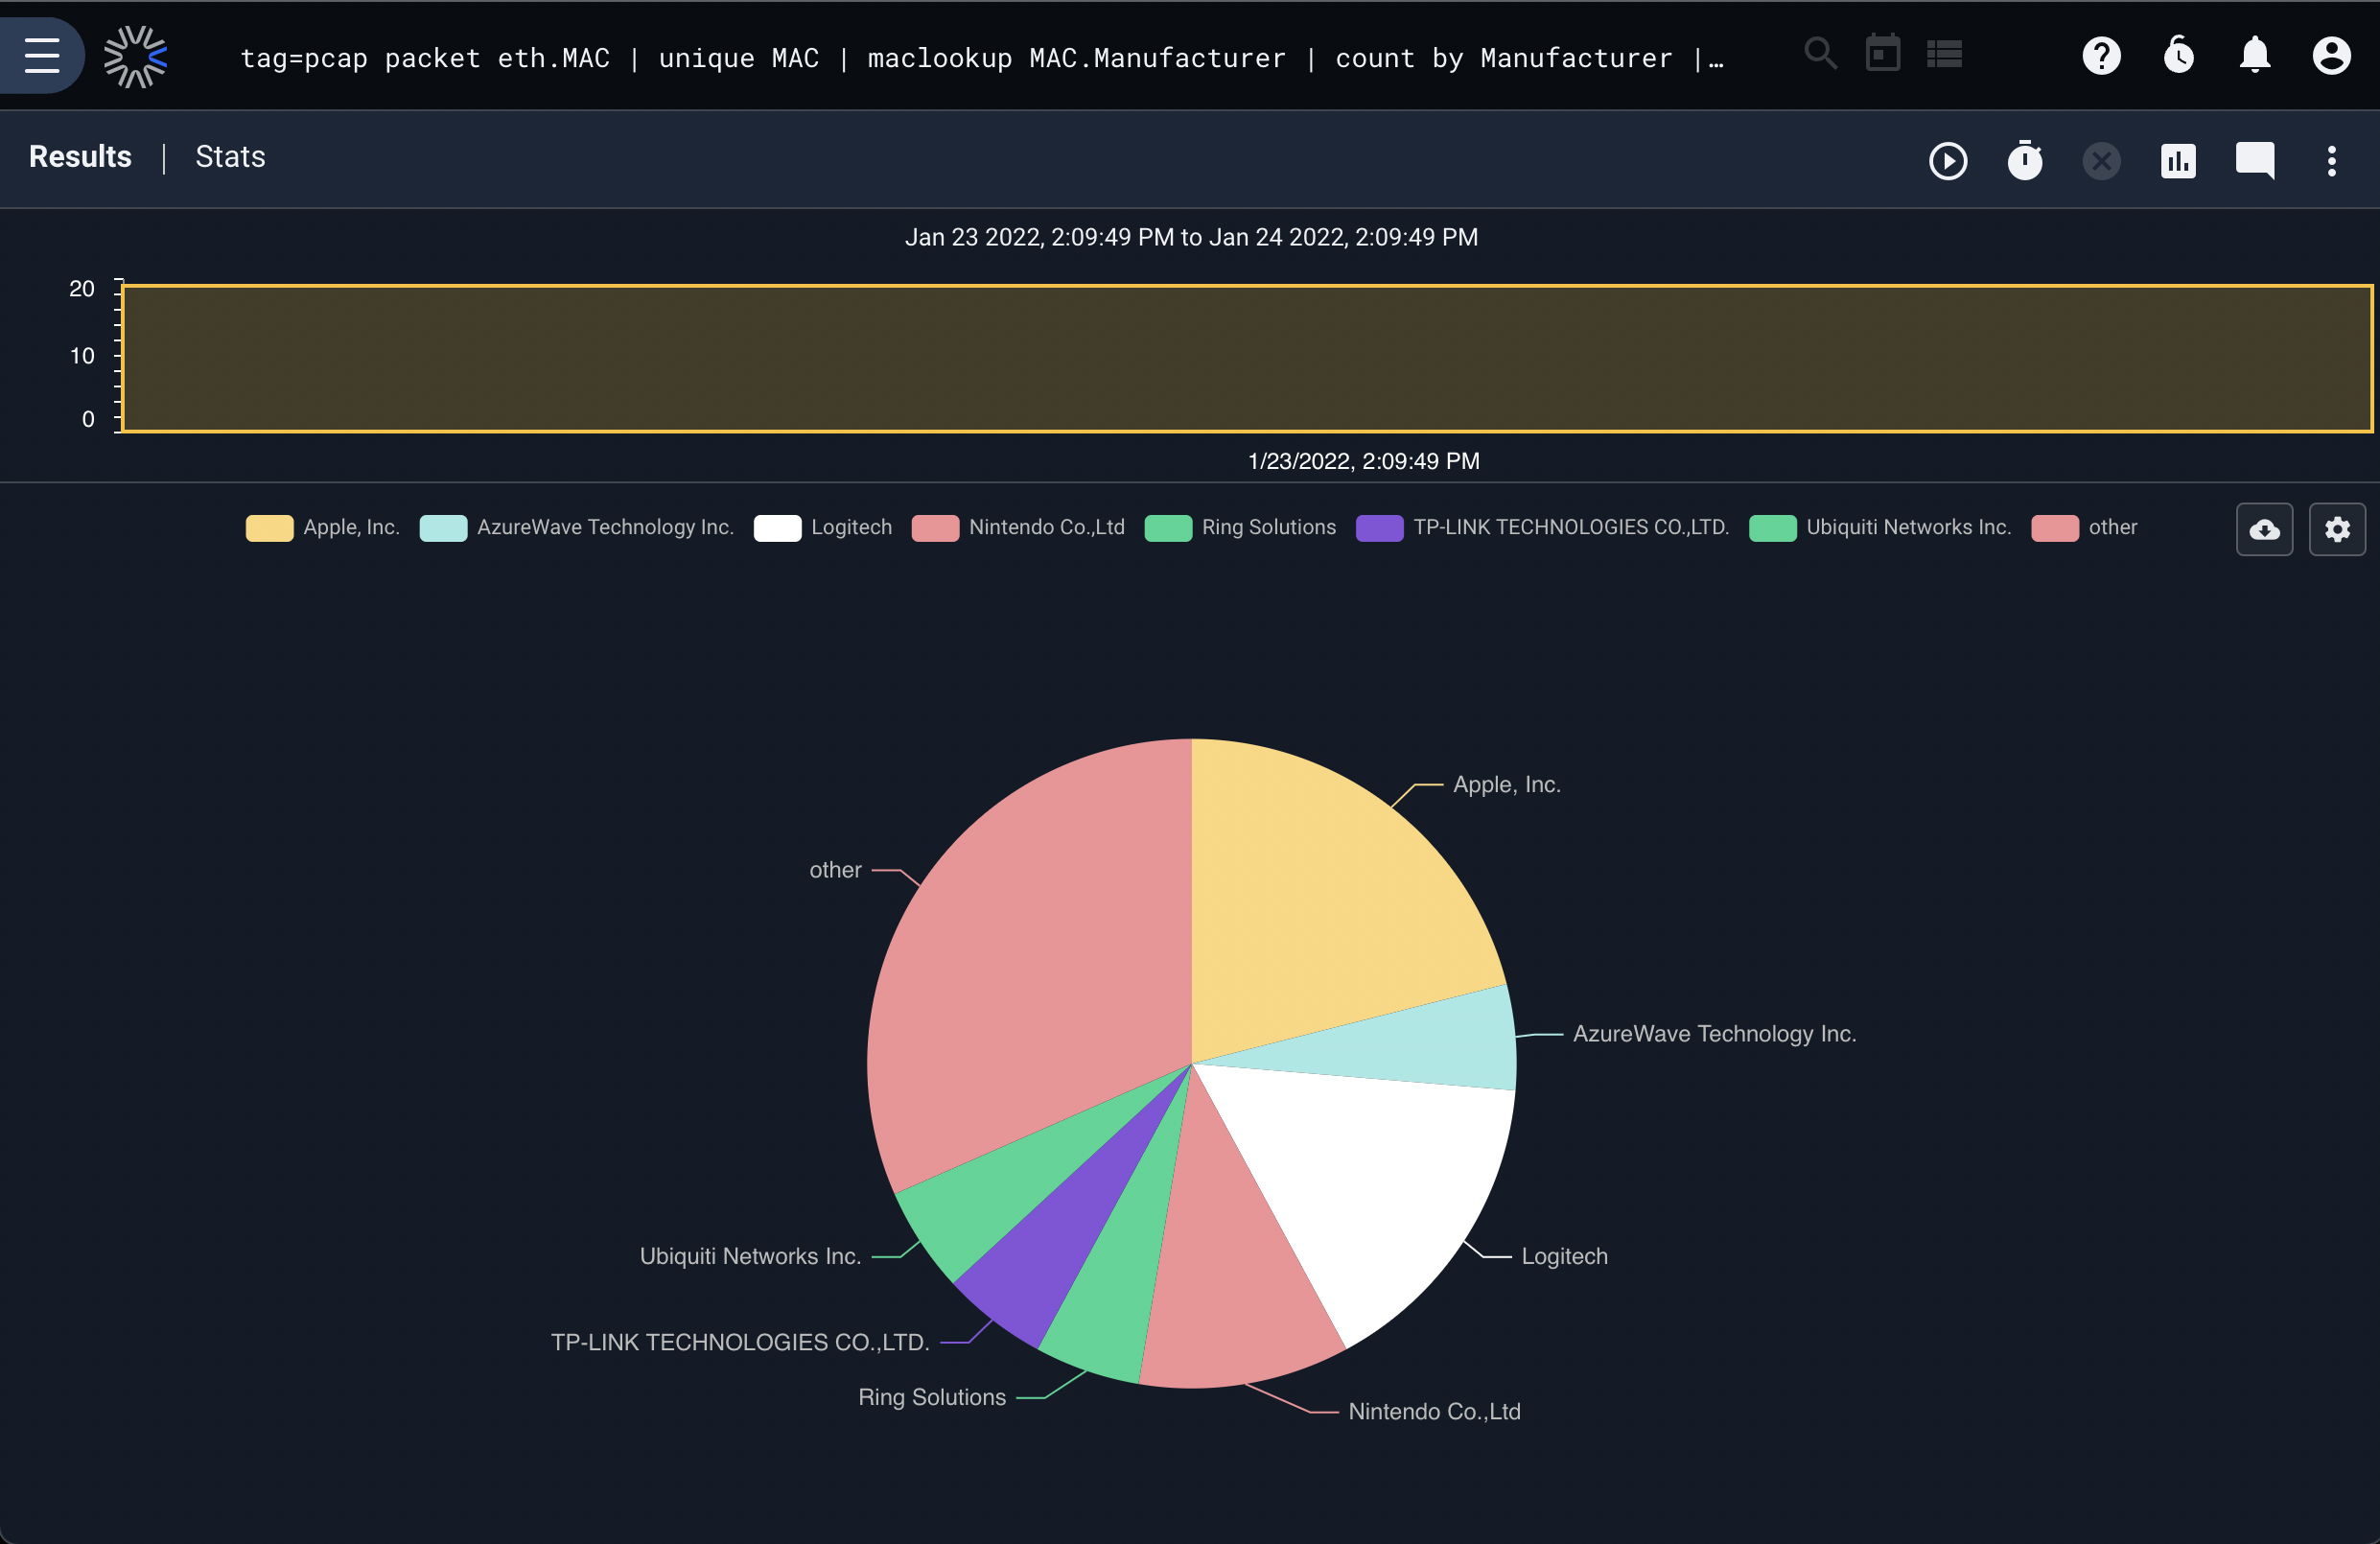 tag=pcap packet eth.MAC | unique MAC | maclookup MAC.Manufacturer | count by Manufacturer |…
Results | Stats
Jan 23 2022, 2:09:49 PM to Jan 24 2022, 2:09:49 PM
20
10
0
1/23/2022, 2:09:49 PM
Apple, Inc. AzureWave Technology Inc. Logitech Nintendo Co.,Ltd Ring Solutions TP-LINK TECHNOLOGIES CO.,LTD. Ubiquiti Networks Inc. other
Apple, Inc.
other
AzureWave Technology Inc.
Ubiquiti Networks Inc.
Logitech
TP-LINK TECHNOLOGIES CO.,LTD.
Ring Solutions
Nintendo Co.,Ltd